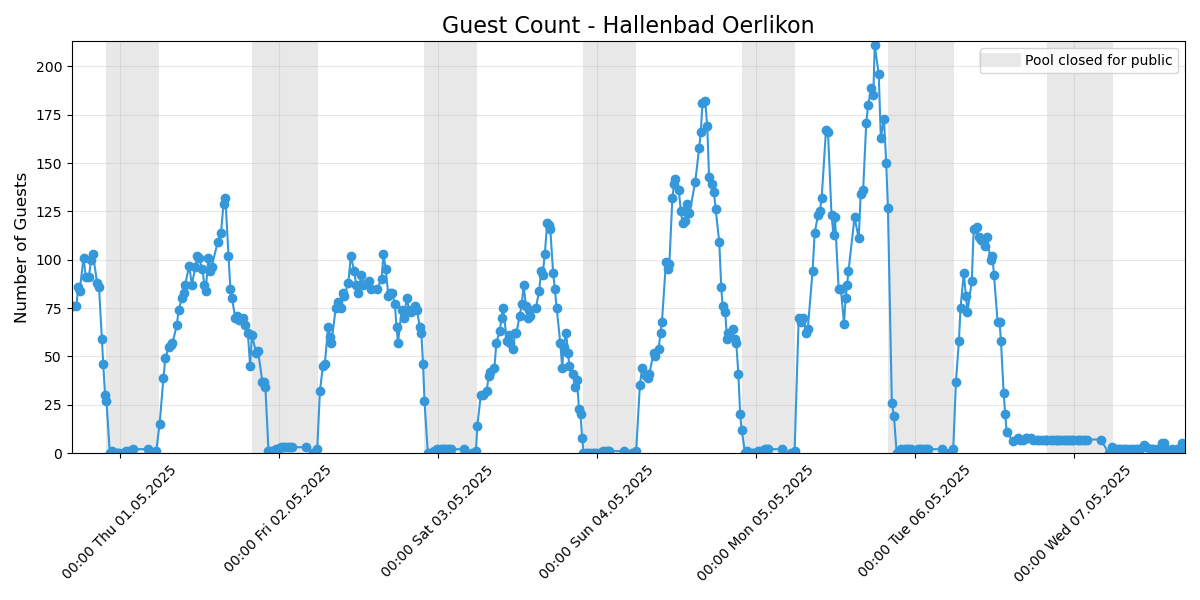 Guest Count - Hallenbad Oerlikon
Pool closed for public
Number of Guests
200
175
150
125
100
75
50
25
0
00:00 Thu 01.05.2025
00:00 Fri 02.05.2025
00:00 Sat 03.05.2025
00:00 Sun 04.05.2025
00:00 Mon 05.05.2025
00:00 Tue 06.05.2025
00:00 Wed 07.05.2025